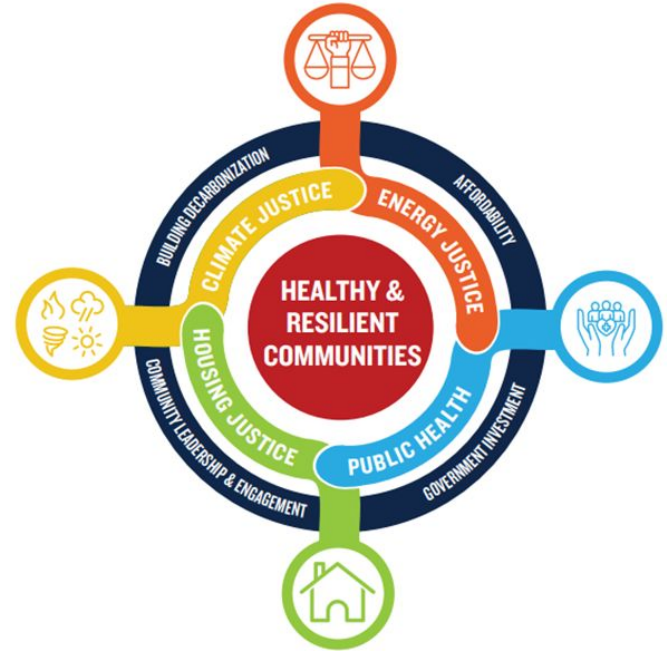 BUILDING DECARBONIZATION
AFFORDABILITY
CLIMATE JUSTICE
ENERGY JUSTICE
HEALTHY &
RESILIENT
COMMUNITIES
HOUSING JUSTICE
PUBLIC HEALTH
COMMUNITY LEADERSHIP & ENGAGEMENT
GOVERNMENT INVESTMENT